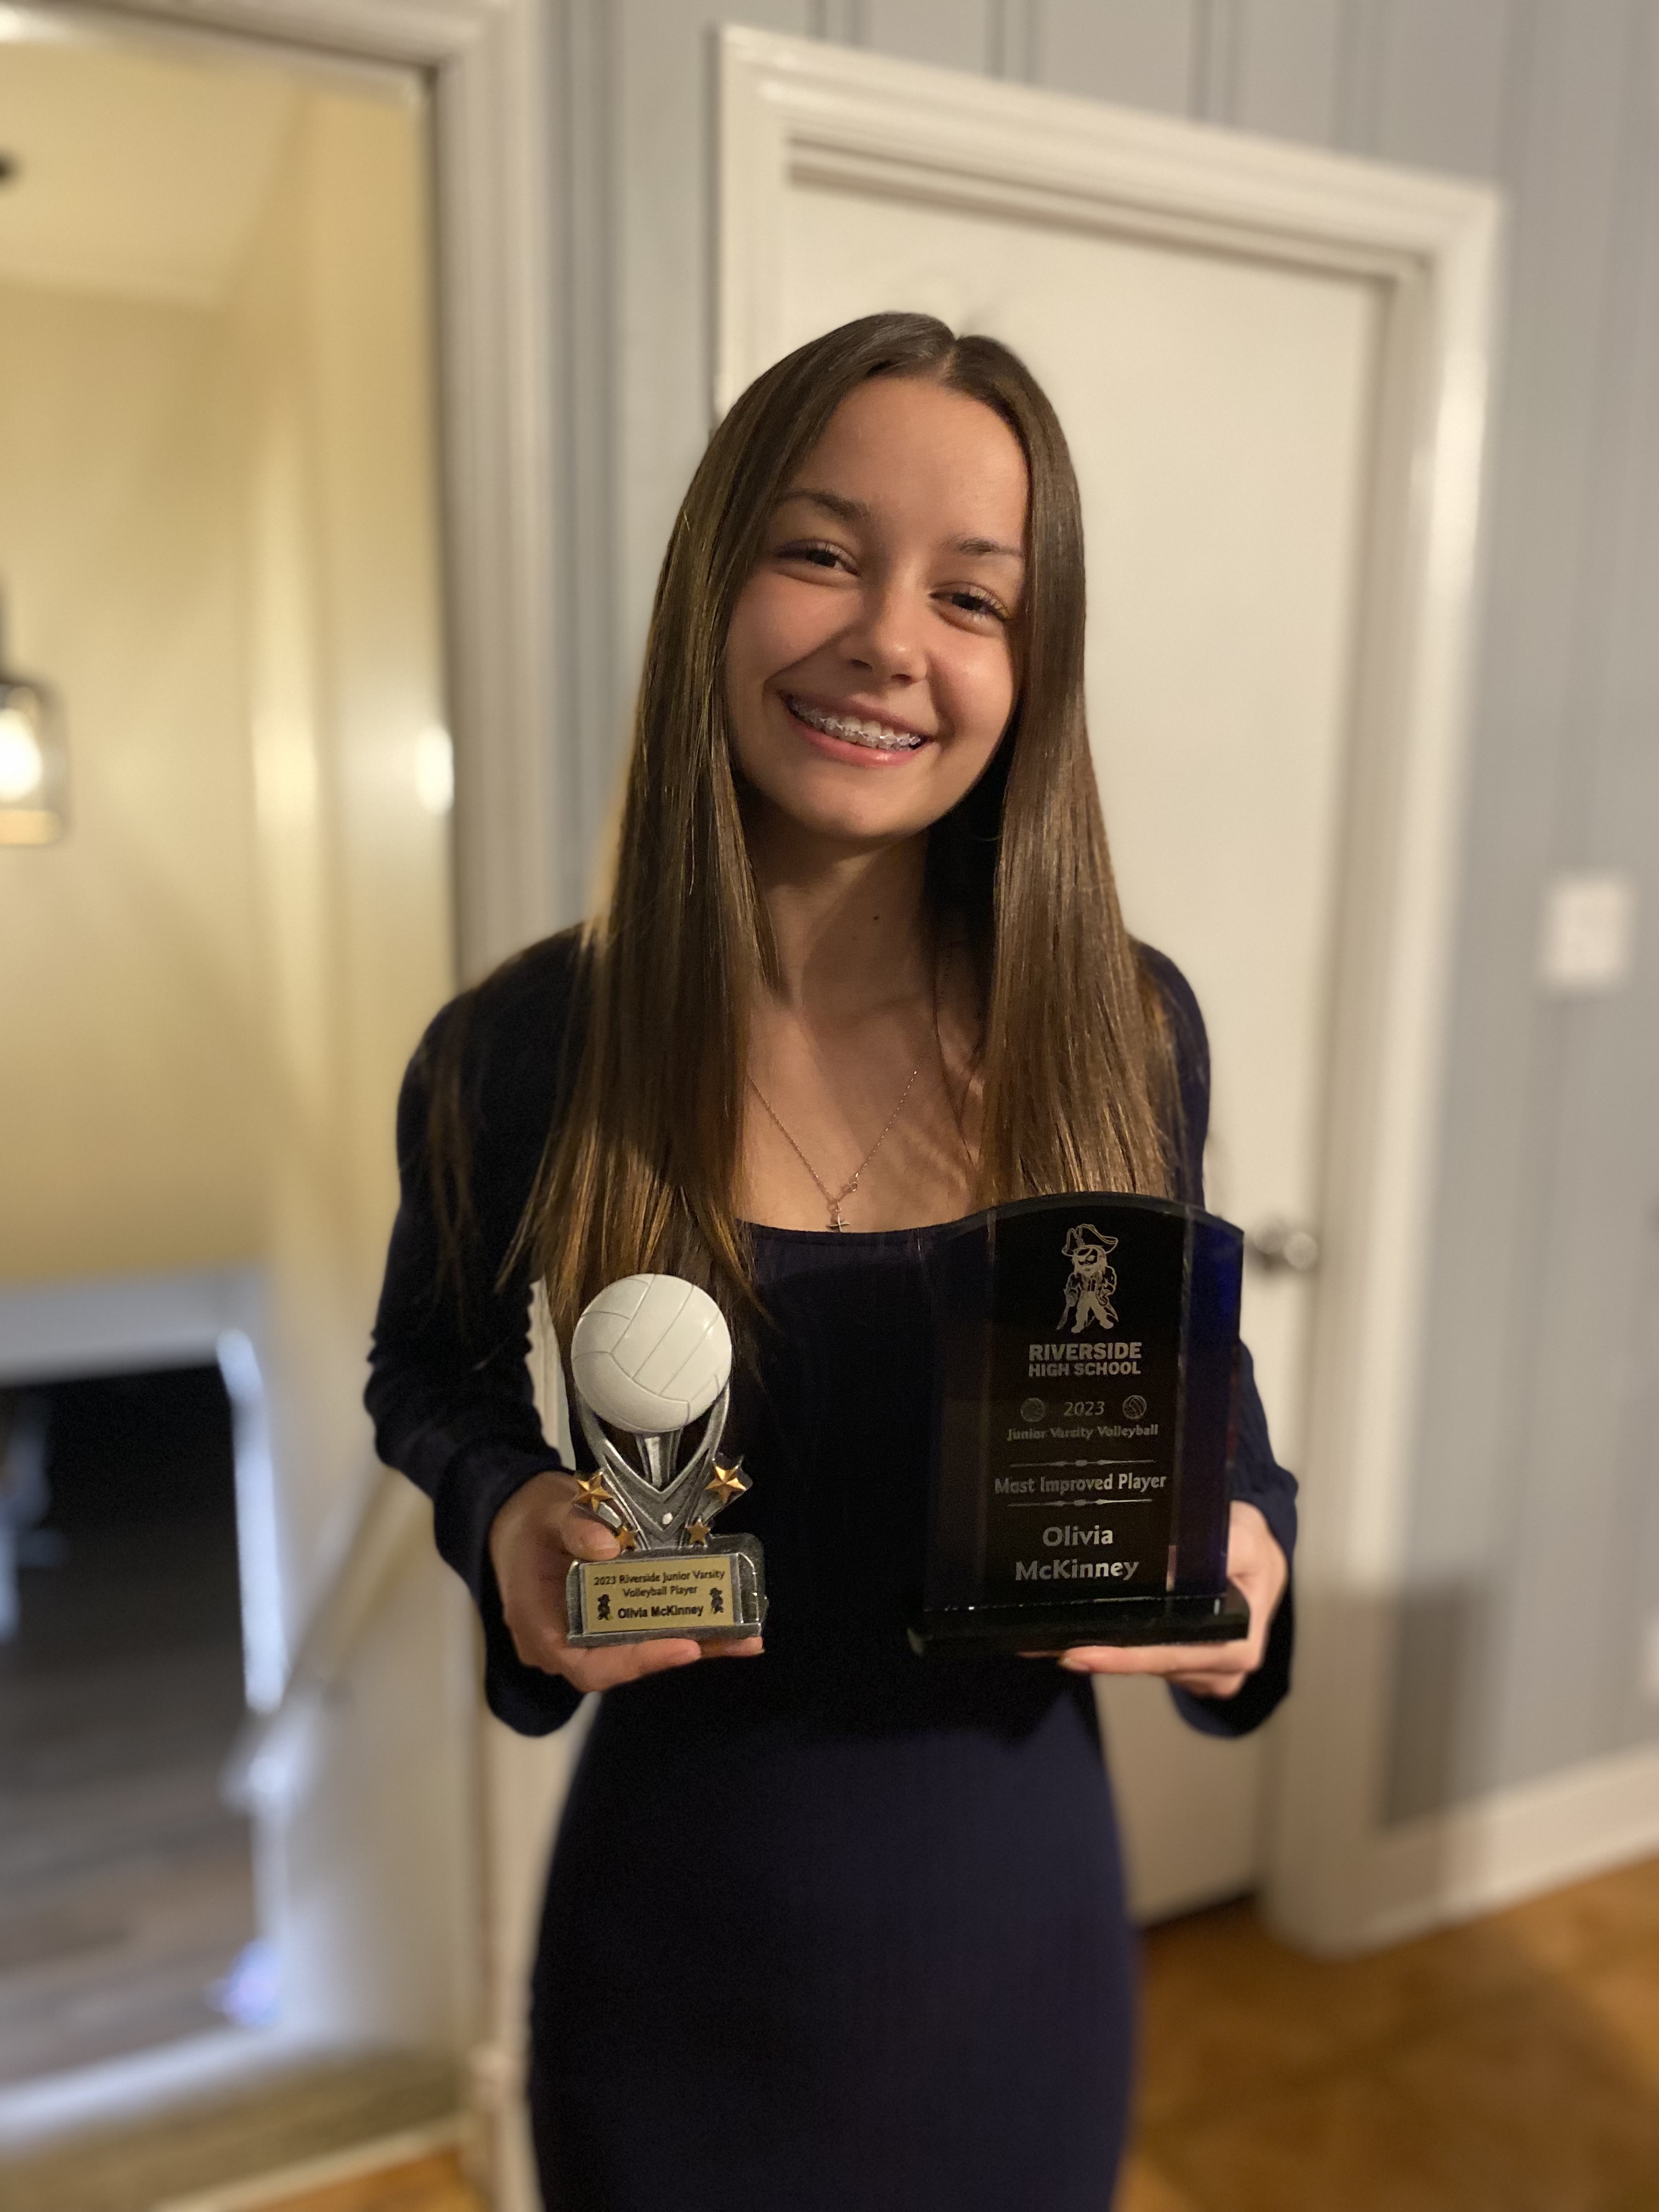 2023 Riverside Junior Varsity
Volleyball Player
Olivia McKinney
RIVERSIDE
HIGH SCHOOL
2023
Junior Varsity Volleyball
Most Improved Player
Olivia
McKinney